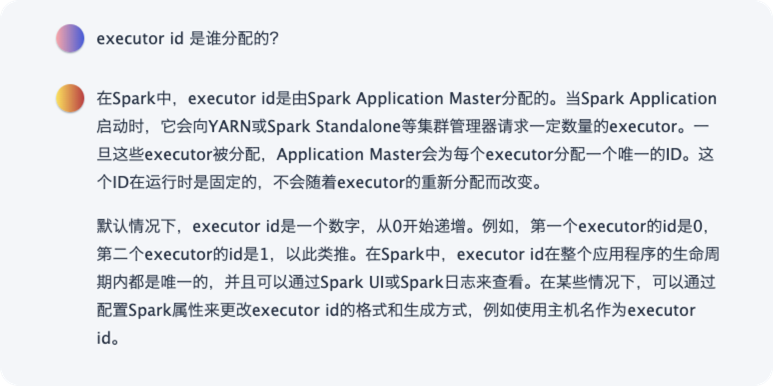 executor id 是谁分配的？
在Spark中，executor id是由Spark Application Master分配的。当Spark Application
启动时，它会向YARN或Spark Standalone等集群管理器请求一定数量的executor。一
旦这些executor被分配，Application Master会为每个executor分配一个唯一的ID。这
个ID在运行时是固定的，不会随着executor的重新分配而改变。
默认情况下，executor id是一个数字，从0开始递增。例如，第一个executor的id是0，
第二个executor的id是1，以此类推。在Spark中，executor id在整个应用程序的生命周
期内都是唯一的，并且可以通过Spark UI或Spark日志来查看。在某些情况下，可以通过
配置Spark属性来更改executor id的格式和生成方式，例如使用主机名作为executor
id。